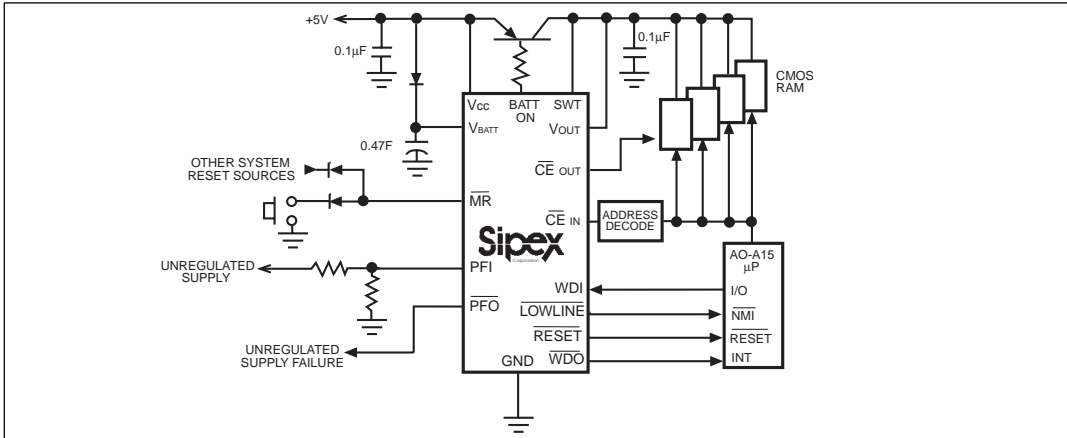 +5V
0.1µF
0.1µF
CMOS
RAM
VCC
BATT
ON
SWT
VBATT
VOUT
0.47F
CE OUT
OTHER SYSTEM
RESET SOURCES
MR
CE IN
ADDRESS
DECODE
Sipex
Corporation
AO-A15
µP
UNREGULATED
SUPPLY
PFI
WDI
I/O
PFO
LOWLINE
NMI
RESET
RESET
UNREGULATED
SUPPLY FAILURE
GND
WDO
INT